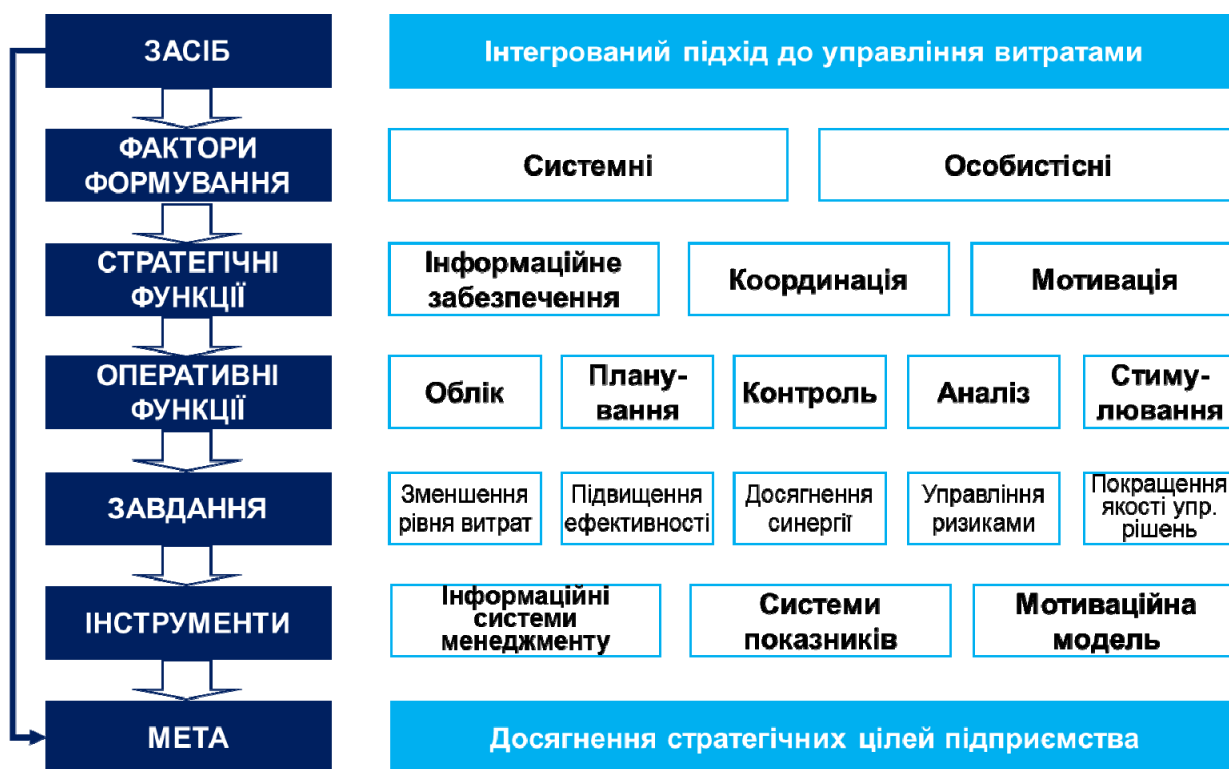 ЗАСІБ
Інтегрований підхід до управління витратами
ФАКТОРИ
ФОРМУВАННЯ
Системні
Особистісні
СТРАТЕГІЧНІ
ФУНКЦІЇ
Інформаційне
забезпечення
Координація
Мотивація
ОПЕРАТИВНІ
ФУНКЦІЇ
Облік
Плану-
вання
Контроль
Аналіз
Стиму-
лювання
ЗАВДАННЯ
Зменшення
рівня витрат
Підвищення
ефективності
Досягнення
синергії
Управління
ризиками
Покращення
якості упр.
рішень
ІНСТРУМЕНТИ
Інформаційні
системи
менеджменту
Системи
показників
Мотиваційна
модель
МЕТА
Досягнення стратегічних цілей підприємства